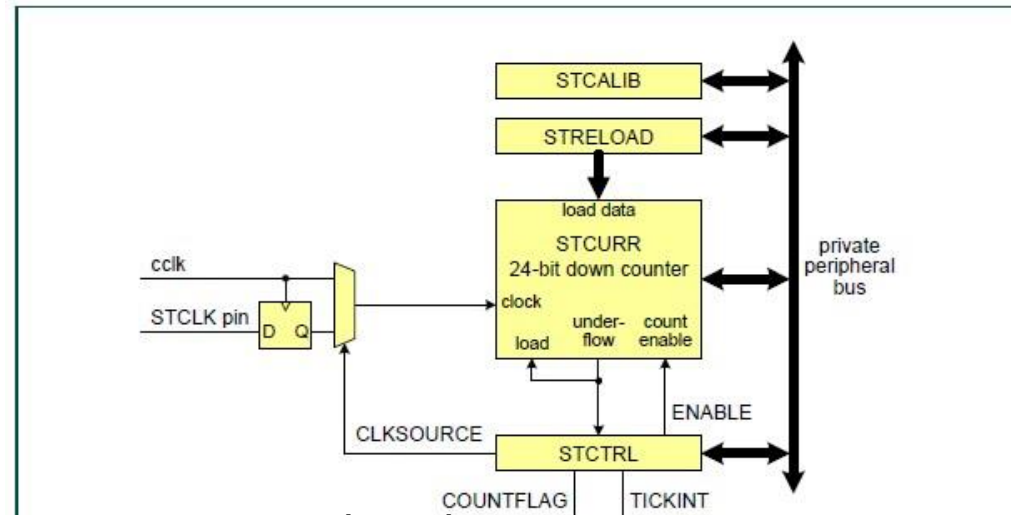 STCALIB
STRELOAD
load data
STCURR
24-bit down counter
private
peripheral
bus
cclk
clock
STCLK pin
D Q
under-
flow
count
enable
load
ENABLE
CLKSOURCE
STCTRL
COUNTFLAG
TICKINT